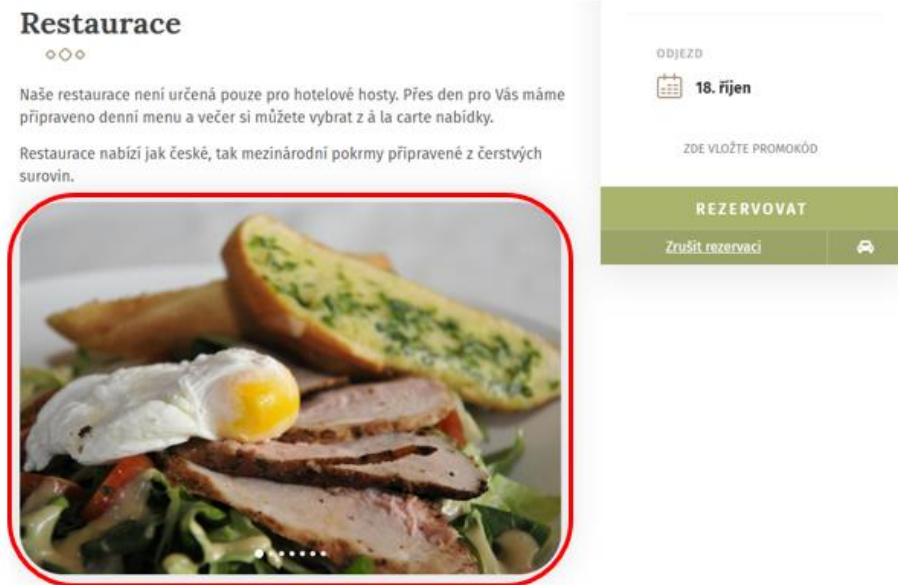 Restaurace
Naše restaurace není určená pouze pro hotelové hosty. Přes den pro Vás máme
připraveno denní menu a večer si můžete vybrat z à la carte nabídky.
Restaurace nabízí jak české, tak mezinárodní pokrmy připravené z čerstvých
surovin.
ODJEZD
18. říjen
ZDE VLOŽTE PROMOKÓD
REZERVOVAT
Zrušit rezervaci